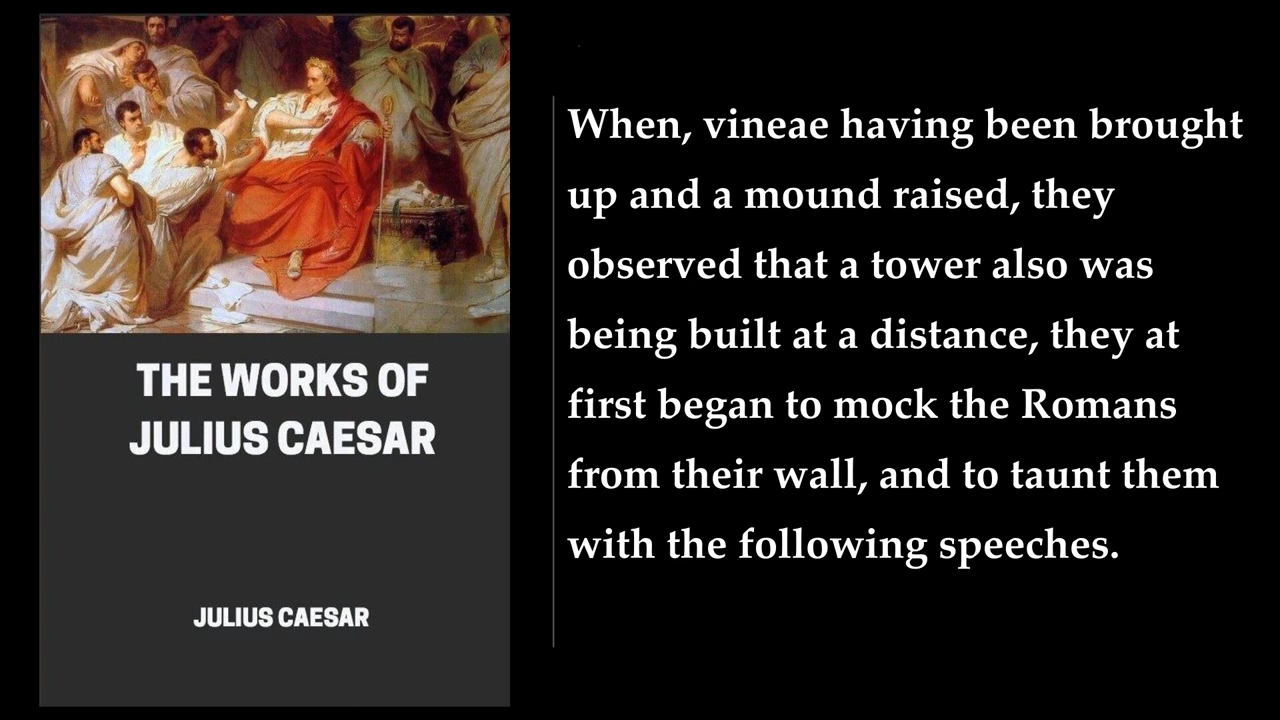 THE WORKS OF
JULIUS CAESAR
JULIUS CAESAR
When, vineae having been brought
up and a mound raised, they
observed that a tower also was
being built at a distance, they at
first began to mock the Romans
from their wall, and to taunt them
with the following speeches.